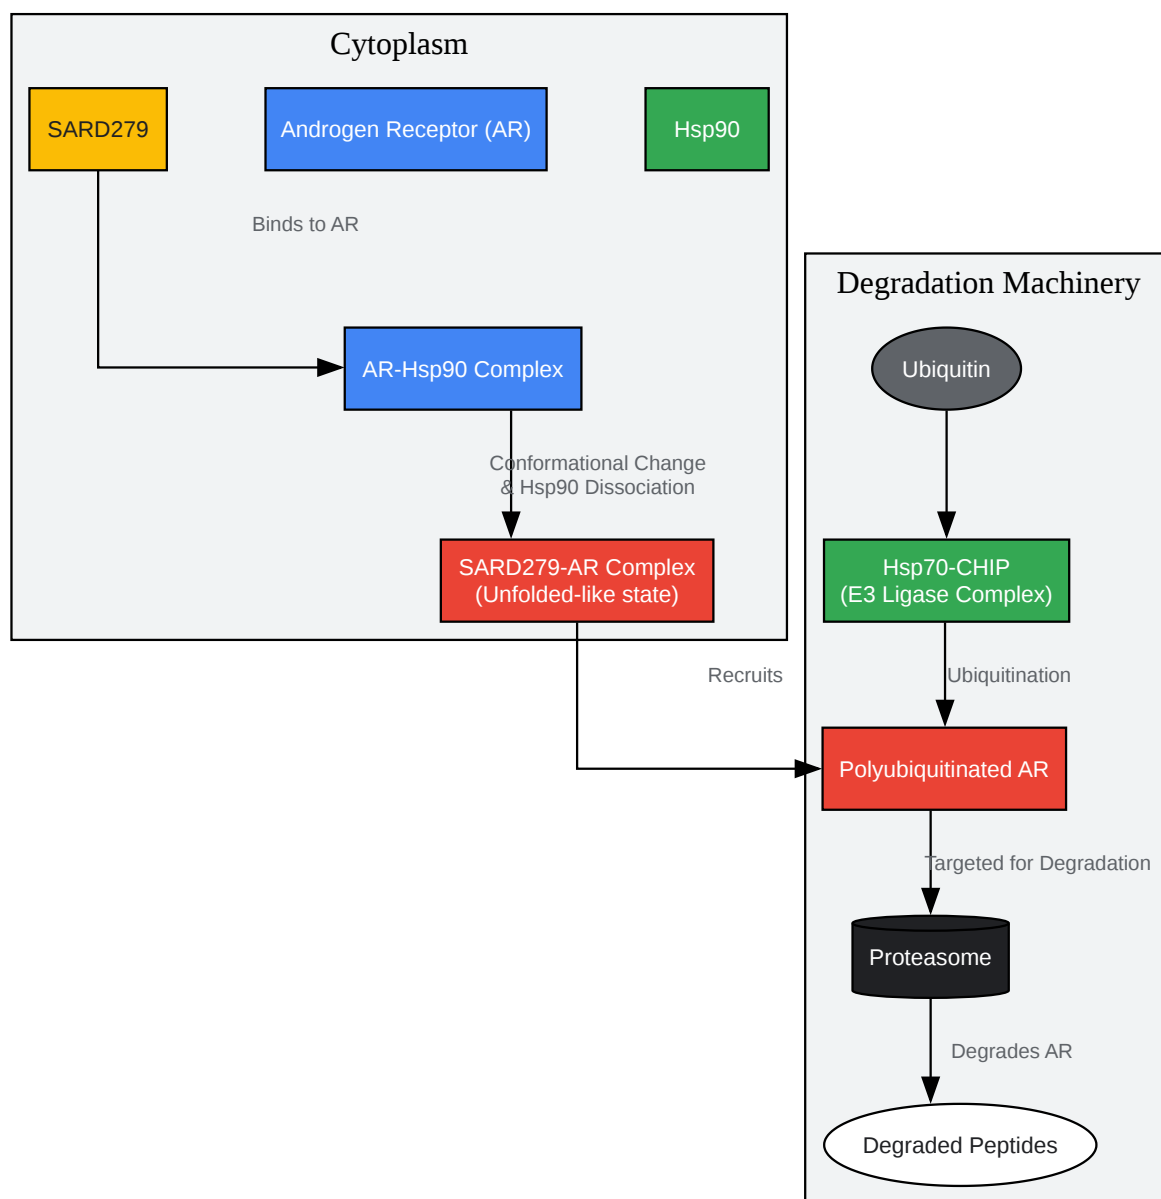 Cytoplasm
SARD279
Androgen Receptor (AR)
Hsp90
Binds to AR
AR-Hsp90 Complex
Conformational Change
& Hsp90 Dissociation
SARD279-AR Complex
(Unfolded-like state)
Recruits
Degradation Machinery
Ubiquitin
Hsp70-CHIP
(E3 Ligase Complex)
Ubiquitination
Polyubiquitinated AR
Targeted for Degradation
Proteasome
Degrades AR
Degraded Peptides